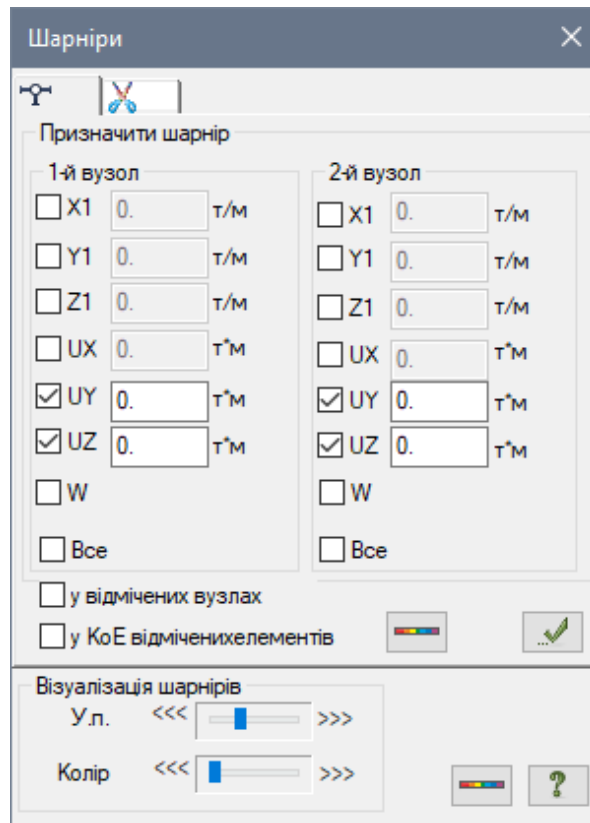 Шарніри
Призначити шарнір
1-й вузол 2-й вузол
X1 0. т/м X1 0. т/м
Y1 0. т/м Y1 0. т/м
Z1 0. т/м Z1 0. т/м
UX 0. т*м UX 0. т*м
UY 0. т*м UY 0. т*м
UZ 0. т*м UZ 0. т*м
W W
Все Все
у відмічених вузлах
у КоЕ відміченихелементів
Візуалізація шарнірів
У.п. <<< >>>
Колір <<< >>>
?